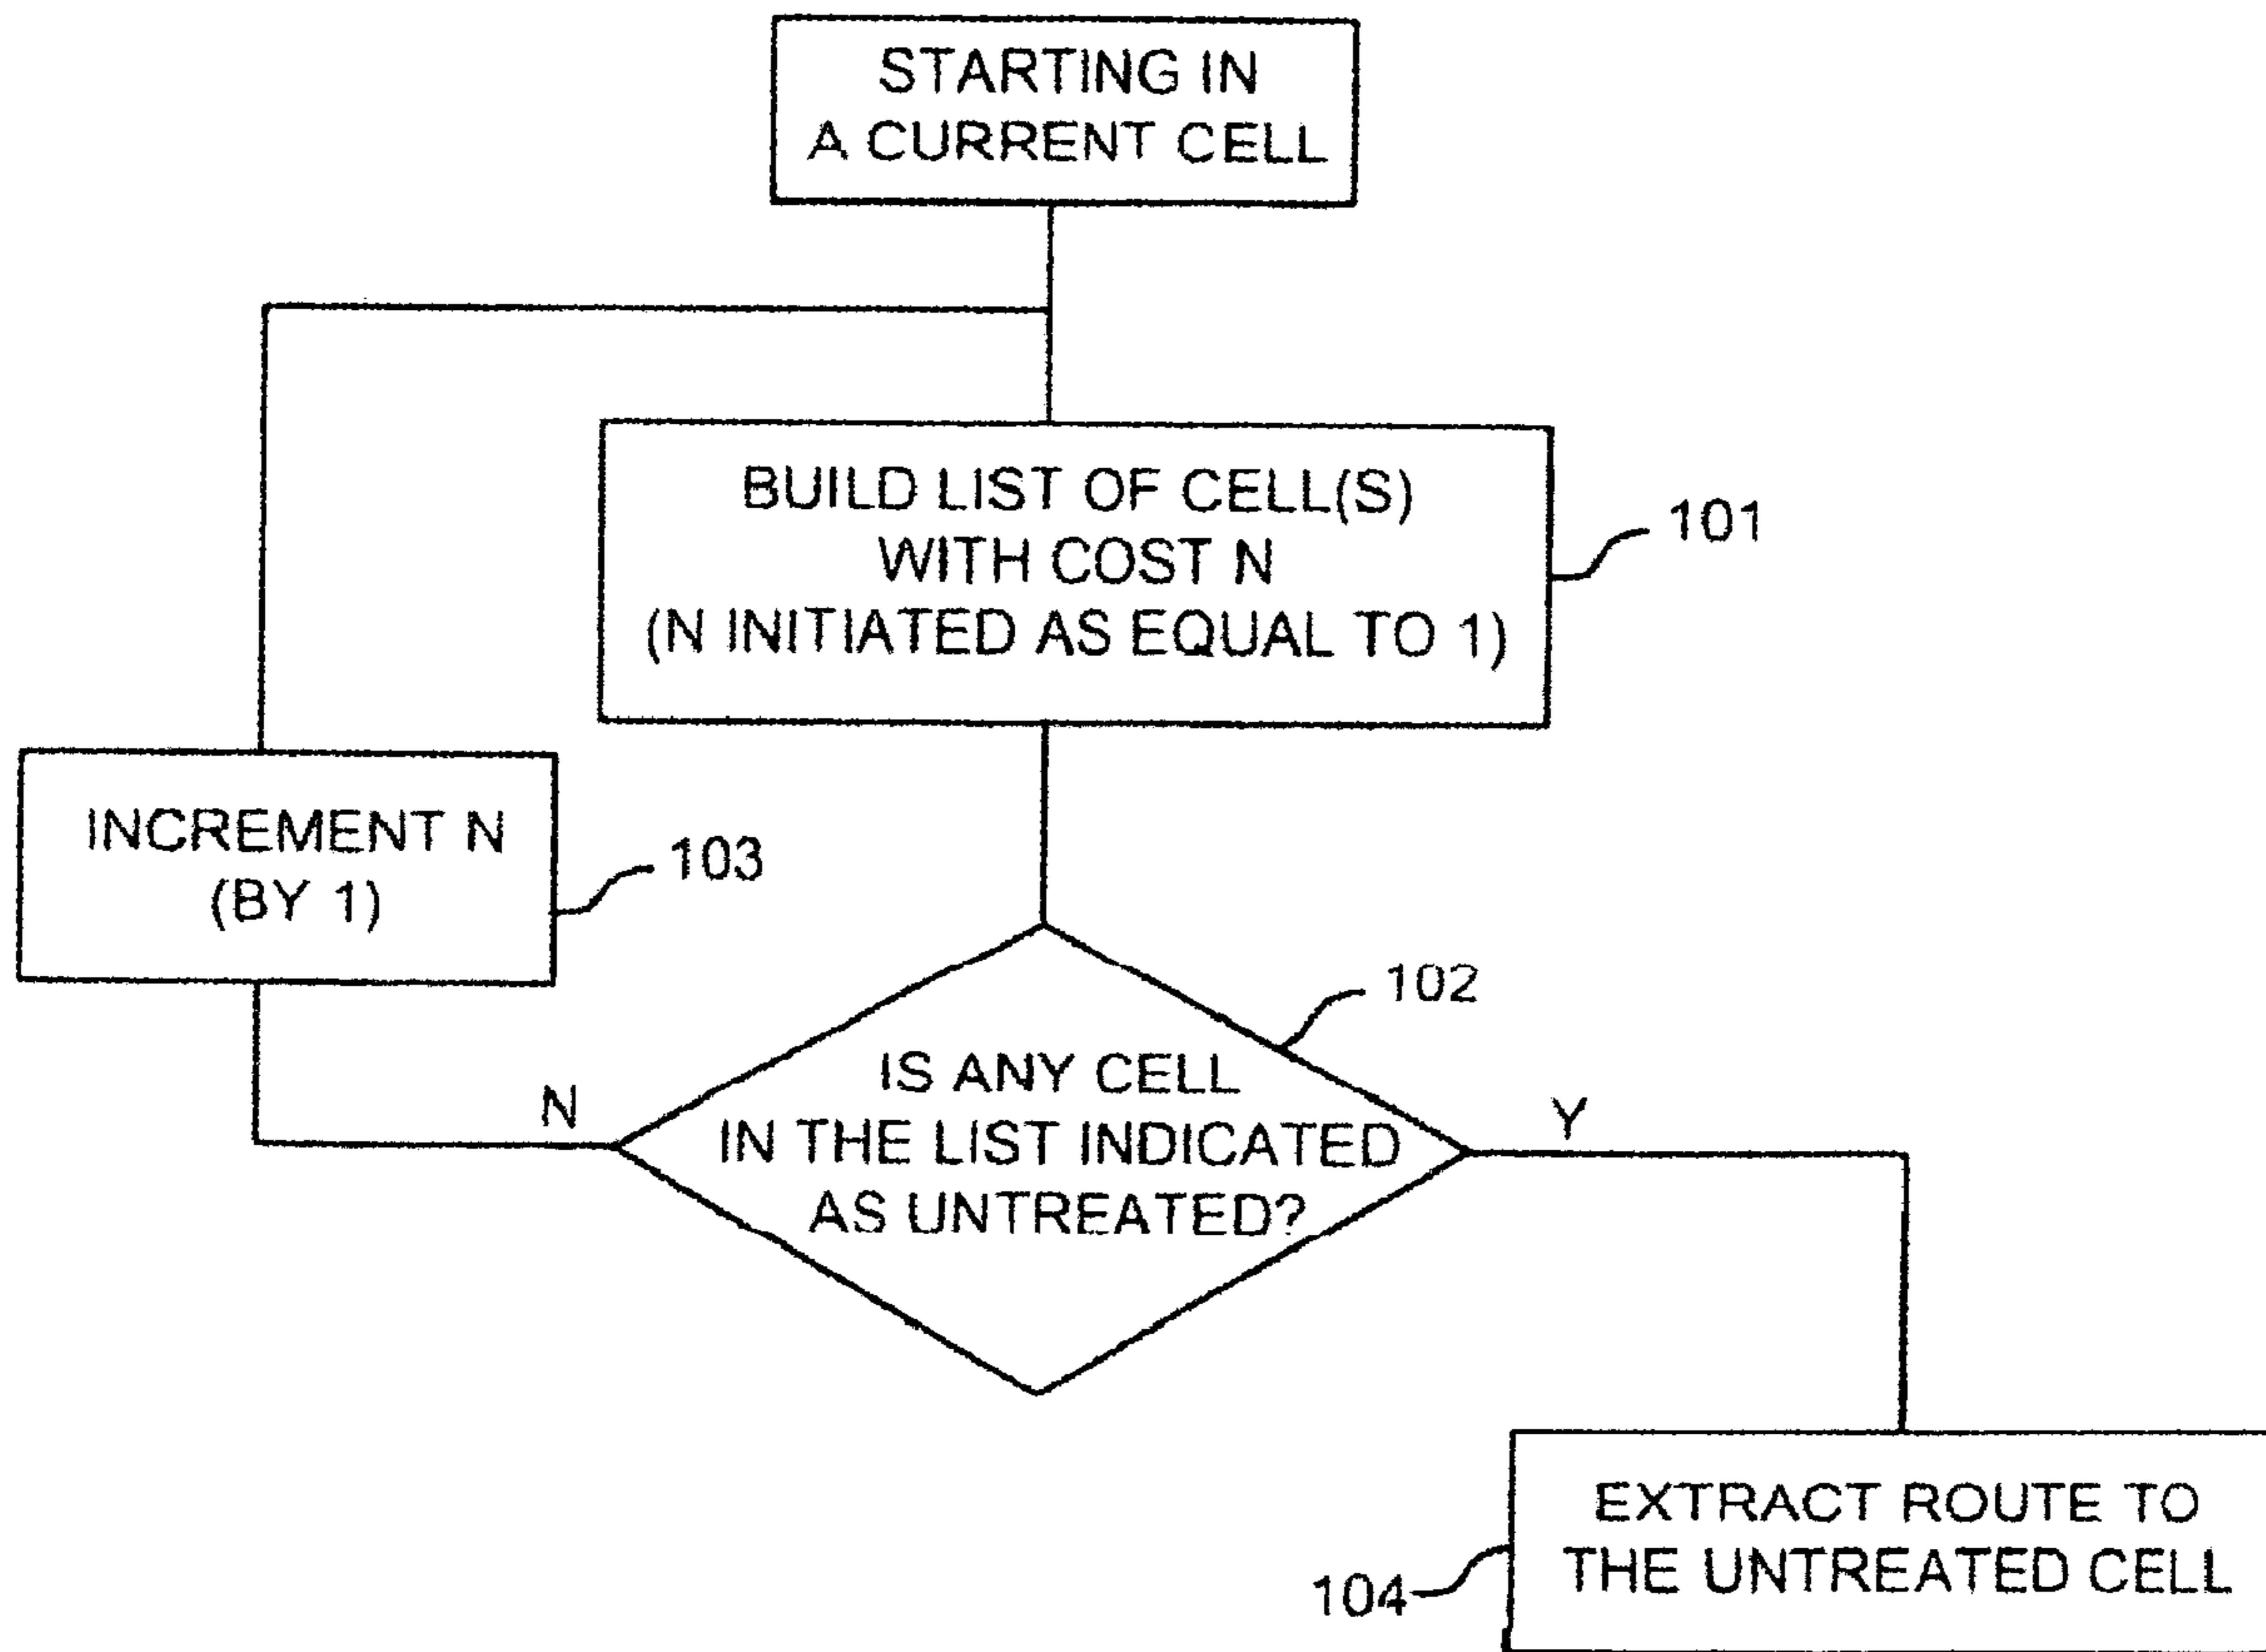 STARTING IN
A CURRENT CELL
BUILD LIST OF CELL(S)
WITH COST N
(N INITIATED AS EQUAL TO 1)
101
INCREMENT N
(BY 1)
103
102
IS ANY CELL
IN THE LIST INDICATED
AS UNTREATED?
N
Y
EXTRACT ROUTE TO
THE UNTREATED CELL
104